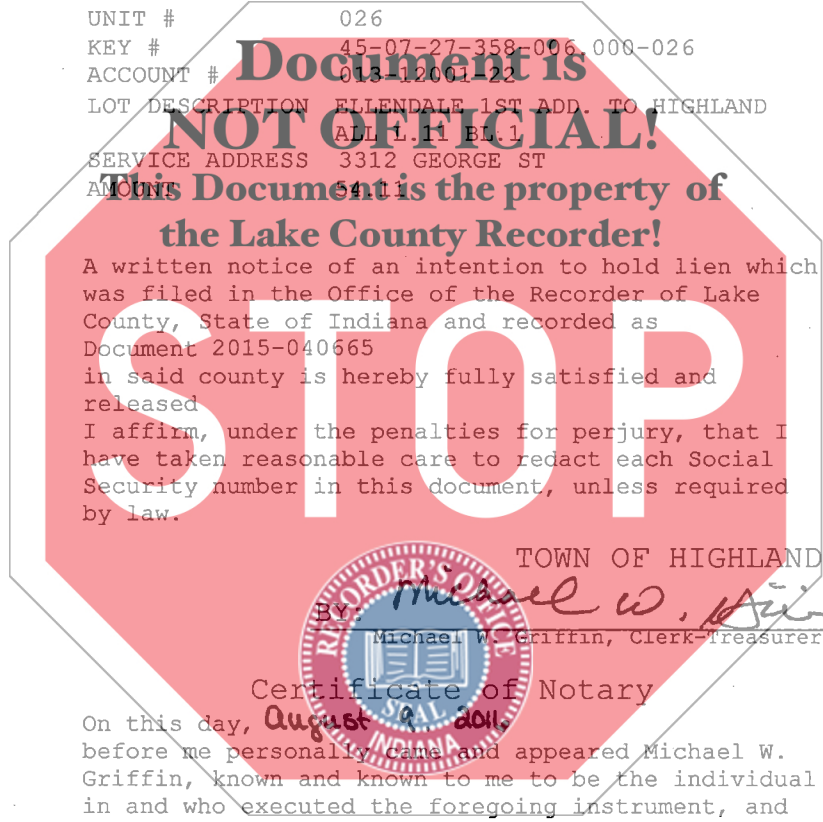 UNIT # 026
KEY # 45-07-27-358-006.000-026
Document is
ACCOUNT # 013-12001-22
LOT DESCRIPTION ELLENDALE 1ST ADD. TO HIGHLAND
NOT OFFICIAL!
ALL L.11 BL.1
SERVICE ADDRESS 3312 GEORGE ST
AMOUNT 54.11
This Document is the property of
the Lake County Recorder!
A written notice of an intention to hold lien which
was filed in the Office of the Recorder of Lake
County, State of Indiana and recorded as
Document 2015-040665
in said county is hereby fully satisfied and
released
I affirm, under the penalties for perjury, that I
have taken reasonable care to redact each Social
Security number in this document, unless required
by law.
STOP
TOWN OF HIGHLAND
BY: Michael W. Griffin
Michael W. Griffin, Clerk-Treasurer
RECORDER'S OFFICE
SEAL
INDIANA
Certificate of Notary
On this day, August 9, 2016
before me personally came and appeared Michael W.
Griffin, known and known to me to be the individual
in and who executed the foregoing instrument, and